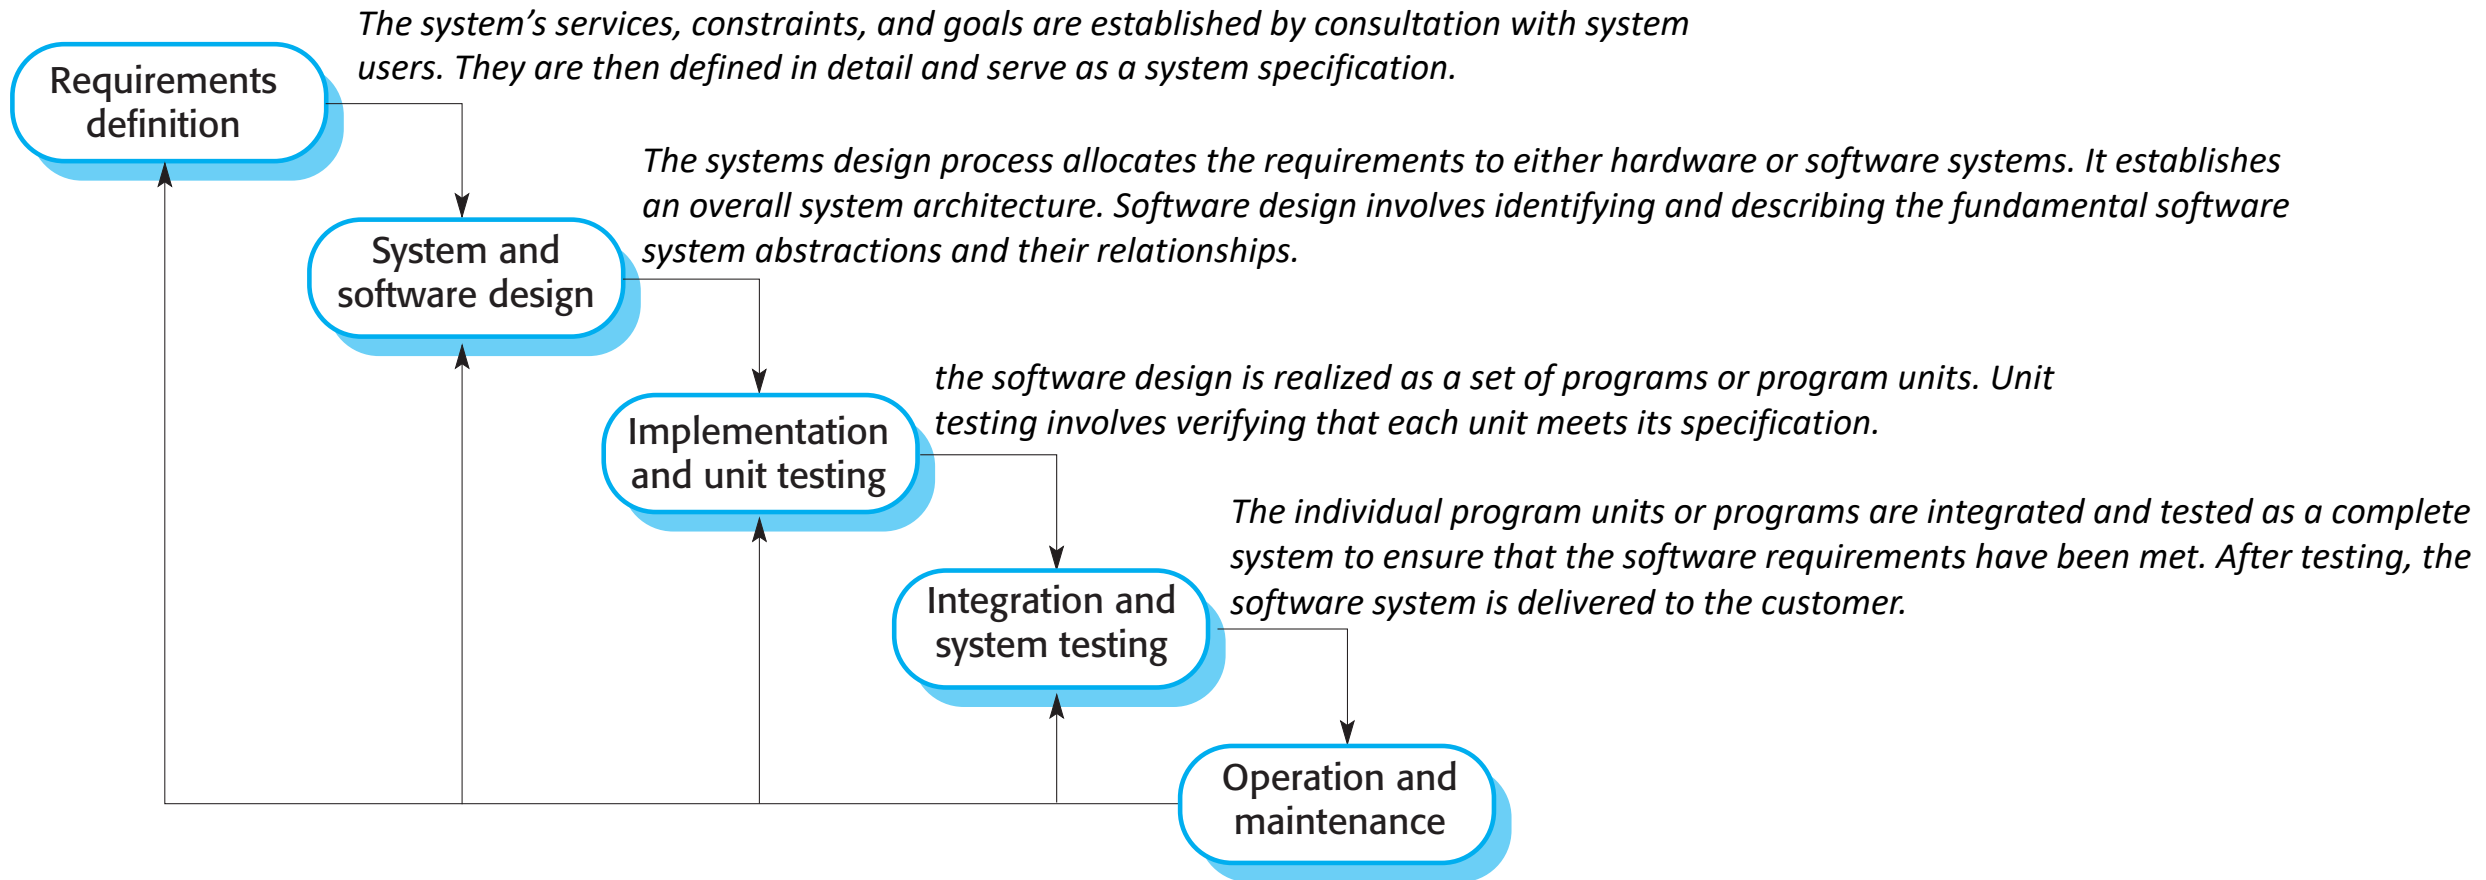 The system’s services, constraints, and goals are established by consultation with system
users. They are then defined in detail and serve as a system specification.
Requirements
definition
The systems design process allocates the requirements to either hardware or software systems. It establishes
an overall system architecture. Software design involves identifying and describing the fundamental software
system abstractions and their relationships.
System and
software design
the software design is realized as a set of programs or program units. Unit
testing involves verifying that each unit meets its specification.
Implementation
and unit testing
The individual program units or programs are integrated and tested as a complete
system to ensure that the software requirements have been met. After testing, the
software system is delivered to the customer.
Integration and
system testing
Operation and
maintenance